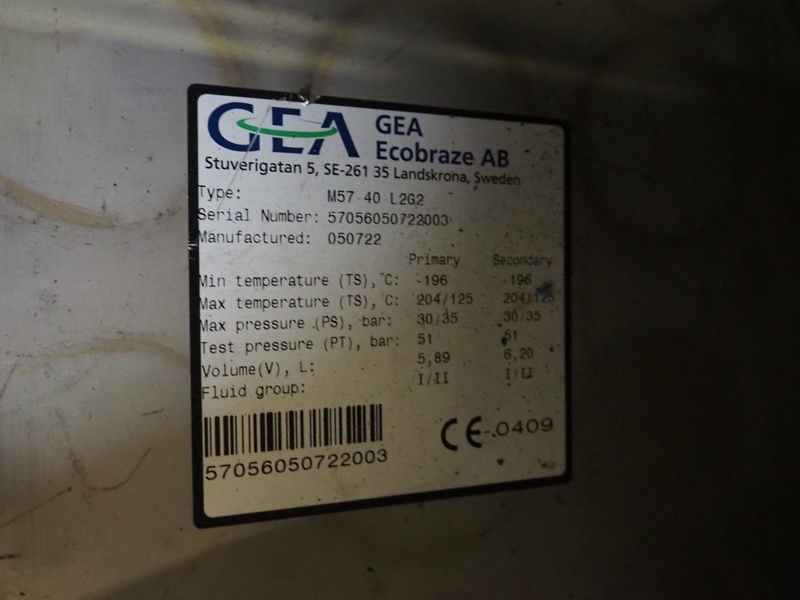 GEA
GEA
Ecobraze AB
Stuverigatan 5, SE-261 35 Landskrona, Sweden
Type: M57-40 L2G2
Serial Number: 57056050722003
Manufactured: 050722
Primary Secondary
Min temperature (TS), °C: -196 -196
Max temperature (TS), °C: 204/125 204/125
Max pressure (PS), bar: 30/35 30/35
Test pressure (PT), bar: 51 51
Volume(V), L: 5,89 6,20
Fluid group: I/II I/II
57056050722003
CE-0409